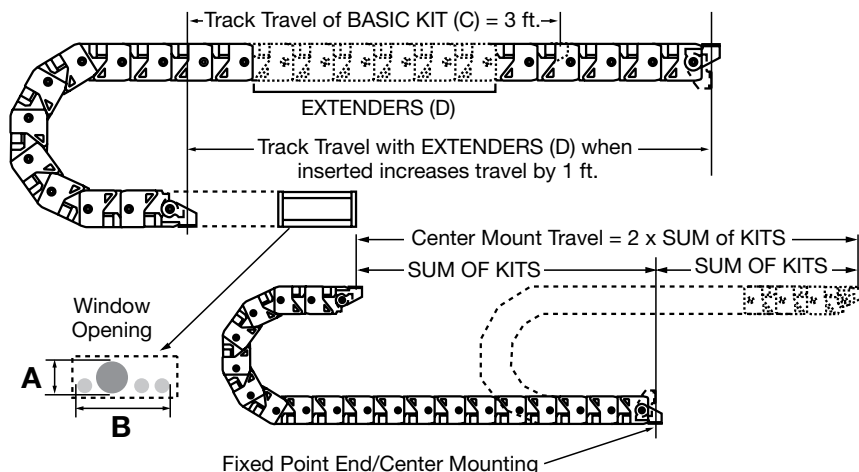 Track Travel of BASIC KIT (C) = 3 ft.
EXTENDERS (D)
Track Travel with EXTENDERS (D) when
inserted increases travel by 1 ft.
Center Mount Travel = 2 x SUM of KITS
SUM OF KITS
SUM OF KITS
Window
Opening
A
B
Fixed Point End/Center Mounting